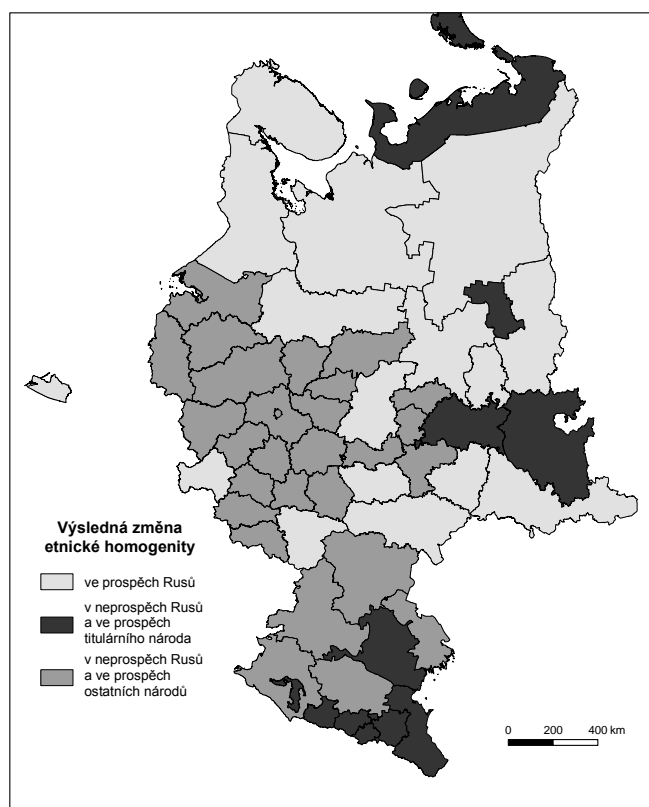 Výsledná změna
etnické homogenity
ve prospěch Rusů
v neprospěch Rusů
a ve prospěch
titulárního národa
v neprospěch Rusů
a ve prospěch
ostatních národů
0 200 400 km